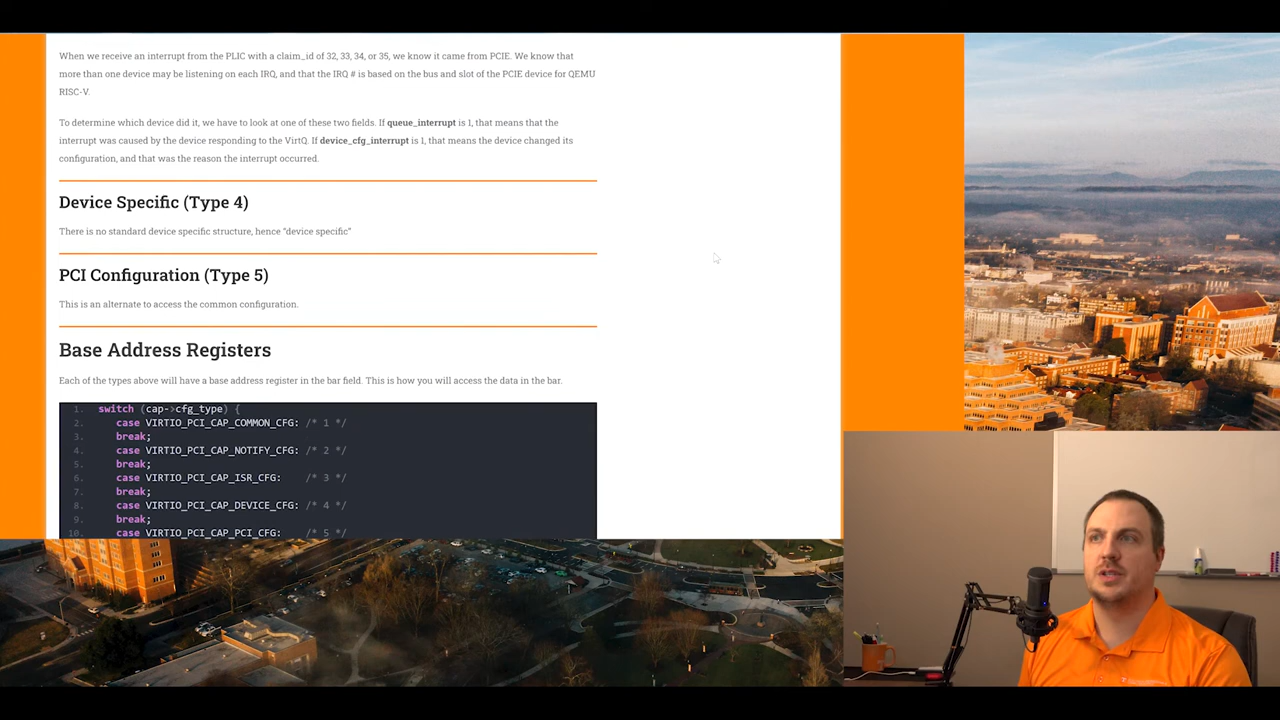 When we receive an interrupt from the PLIC with a claim_id of 32, 33, 34, or 35, we know it came from PCIE. We know that
more than one device may be listening on each IRQ, and that the IRQ # is based on the bus and slot of the PCIE device for QEMU
RISC-V.
To determine which device did it, we have to look at one of these two fields. If queue_interrupt is 1, that means that the
interrupt was caused by the device responding to the VirtQ. If device_cfg_interrupt is 1, that means the device changed its
configuration, and that was the reason the interrupt occurred.
Device Specific (Type 4)
There is no standard device specific structure, hence “device specific”
PCI Configuration (Type 5)
This is an alternate to access the common configuration.
Base Address Registers
Each of the types above will have a base address register in the bar field. This is how you will access the data in the bar.
1. switch (cap->cfg_type) {
2. case VIRTIO_PCI_CAP_COMMON_CFG: /* 1 */
3. break;
4. case VIRTIO_PCI_CAP_NOTIFY_CFG: /* 2 */
5. break;
6. case VIRTIO_PCI_CAP_ISR_CFG: /* 3 */
7. break;
8. case VIRTIO_PCI_CAP_DEVICE_CFG: /* 4 */
9. break;
10. case VIRTIO_PCI_CAP_PCI_CFG: /* 5 */